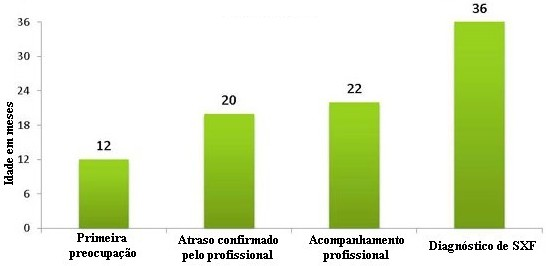 36
36
30
24
18
12
6
0
Idade em meses
12
20
22
Primeira
preocupação
Atraso confirmado
pelo profissional
Acompanhamento
profissional
Diagnóstico de SXF